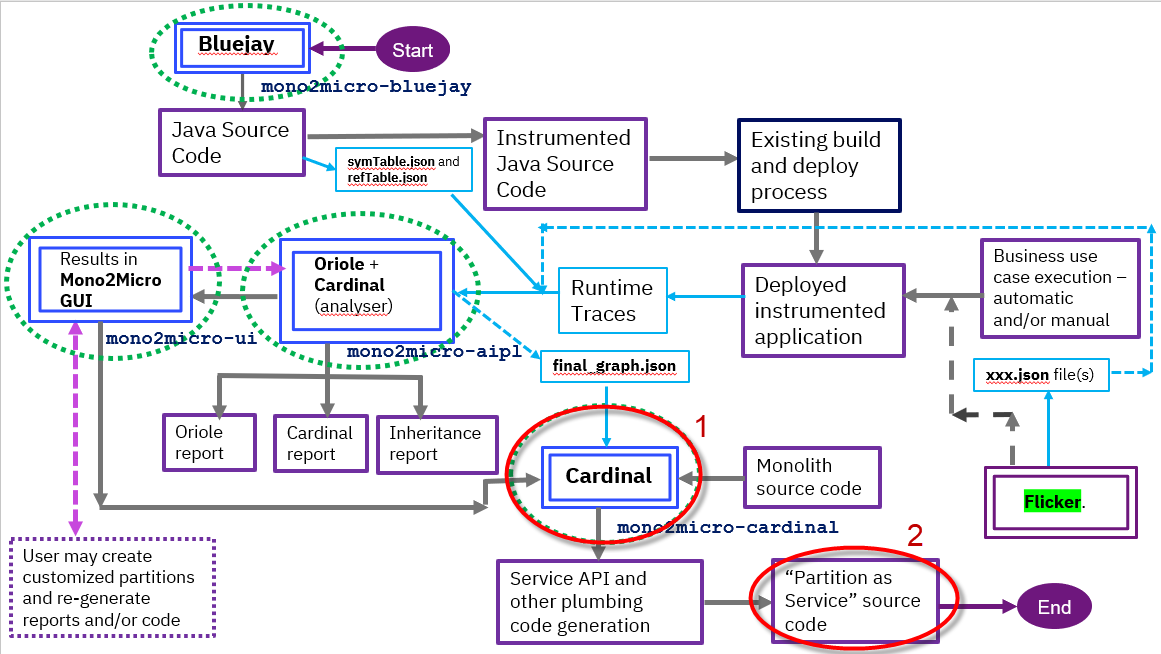 Bluejay
Start
mono2micro-bluejay
Java Source
Code
symTable.json and
refTable.json
Instrumented
Java Source
Code
Existing build
and deploy
process
Results in
Mono2Micro
GUI
mono2micro-ui
Oriole +
Cardinal
(analyser)
mono2micro-aipl
Runtime
Traces
Deployed
instrumented
application
Business use
case execution –
automatic
and/or manual
final_graph.json
xxx.json file(s)
Oriole
report
Cardinal
report
Inheritance
report
1
Cardinal
mono2micro-cardinal
Monolith
source code
Flicker.
User may create
customized partitions
and re-generate
reports and/or code
Service API and
other plumbing
code generation
2
“Partition as
Service” source
code
End